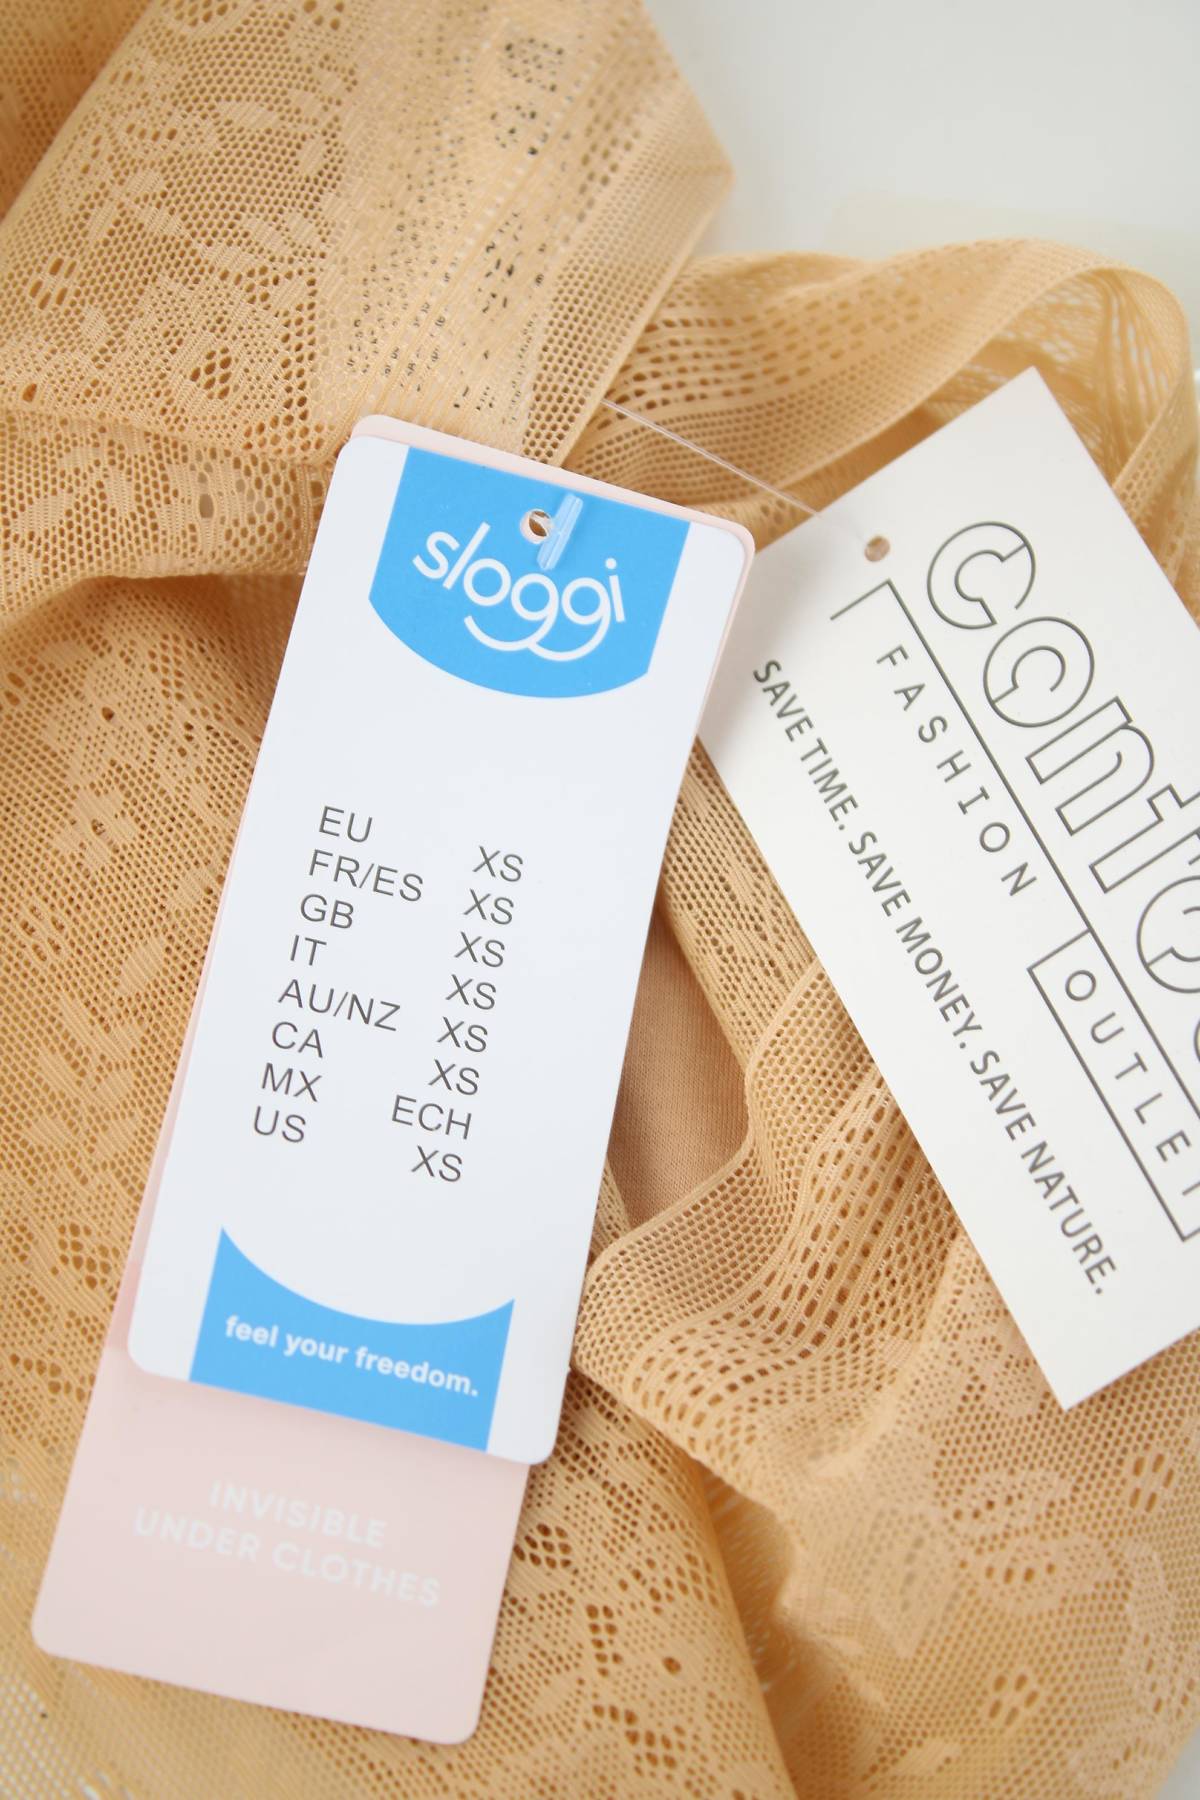 sloggi
EU XS
FR/ES XS
GB XS
IT XS
AU/NZ XS
CA XS
MX ECH
US XS
feel your freedom.
INVISIBLE
UNDER CLOTHES
FASHION
OUTLET
SAVE TIME. SAVE MONEY. SAVE NATURE.